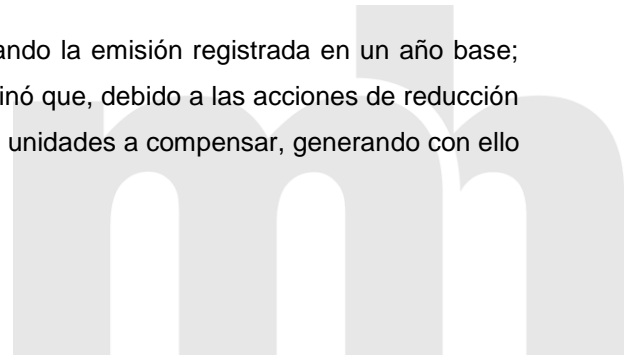 ando la emisión registrada en un año base;
inó que, debido a las acciones de reducción
unidades a compensar, generando con ello